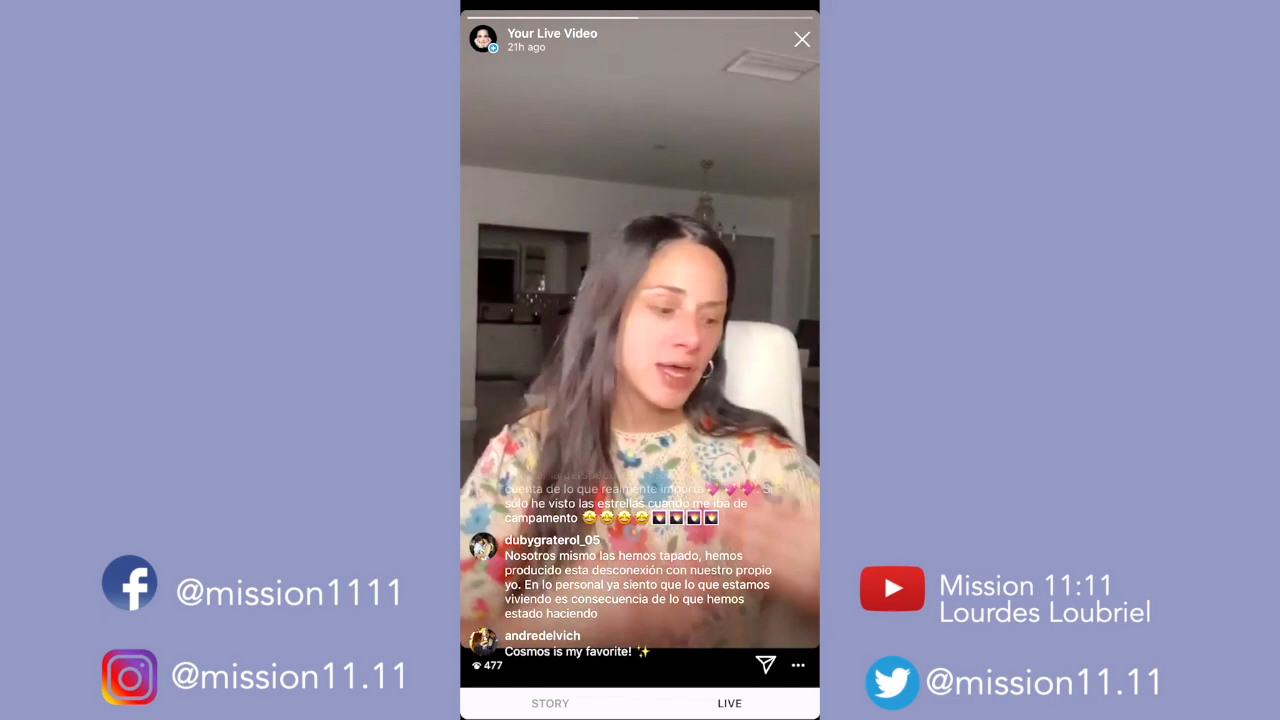 Your Live Video
21h ago
cuenta de lo que realmente importa💖💖💖. Si
solo he visto las estrellas cuando me iba de
campamento 🤩🤩🤩🤩🌠🌠🌠🌠
dubygraterol_05
Nosotros mismo las hemos tapado, hemos
producido esta desconexión con nuestro propio
yo. En lo personal ya siento que lo que estamos
viviendo es consecuencia de lo que hemos
estado haciendo
andredelvich
Cosmos is my favorite! ✨
477
STORY LIVE
@mission1111
@mission11.11
Mission 11:11
Lourdes Loubriel
@mission11.11